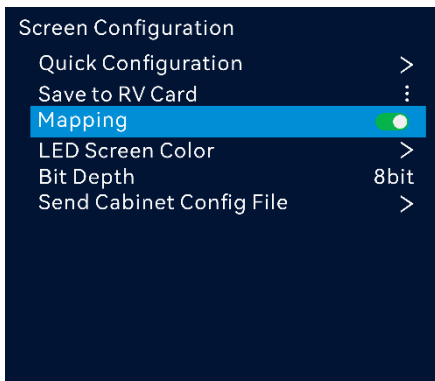 Screen Configuration
Quick Configuration >
Save to RV Card ⋮
Mapping
LED Screen Color >
Bit Depth 8bit
Send Cabinet Config File >